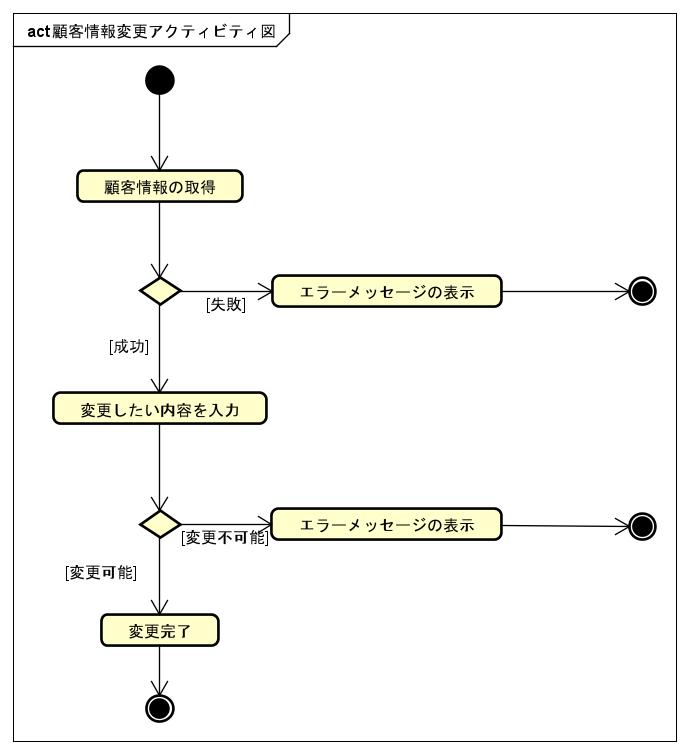 act 顧客情報変更アクティビティ図
顧客情報の取得
エラーメッセージの表示
[失敗]
[成功]
変更したい内容を入力
エラーメッセージの表示
[変更不可能]
[変更可能]
変更完了